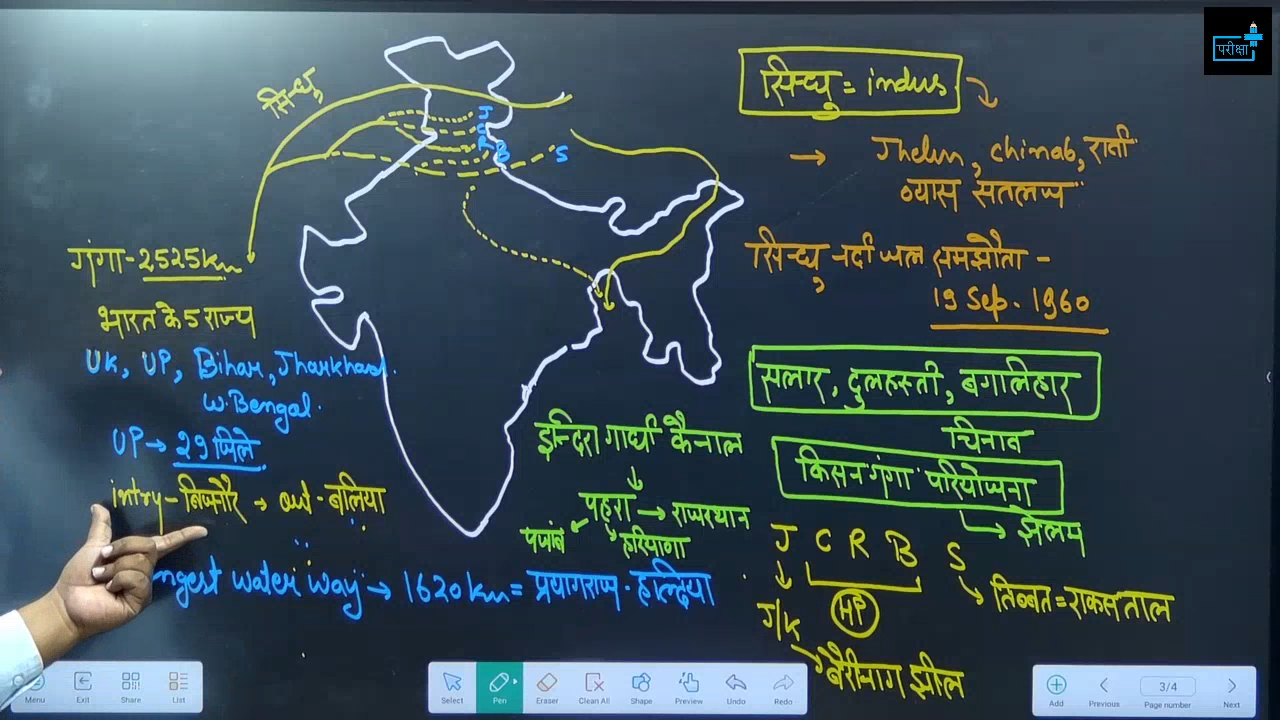 परीक्षा
सिन्धु
J
C
R
B
S
सिन्धु = indus
→ Jhelum, chinab, रावी
व्यास सतलज
सिन्धु नदी जल समझौता -
19 Sep. 1960
गंगा - 2525km
भारत के 5 राज्य
UK, UP, Bihar, Jharkhand.
W. Bengal.
UP → 29 जिले
intry - बिजनौर → out - बलिया
ngest water way → 1620 km = प्रयागराज - हल्दिया
इन्दिरा गाधी कैनाल
पंजाब
हरियाणा
→ राजस्थान
सलार, दुलहस्ती, बगलिहार
चिनाव
किसनगंगा परियोजना
झेलम
J C R B S
HP
J/K
तिब्बत = राकस ताल
बैरीनाग झील
Menu
Exit
Share
List
Select
Pen
Eraser
Clean All
Shape
Preview
Undo
Redo
Add
Previous
3/4
Page number
Next